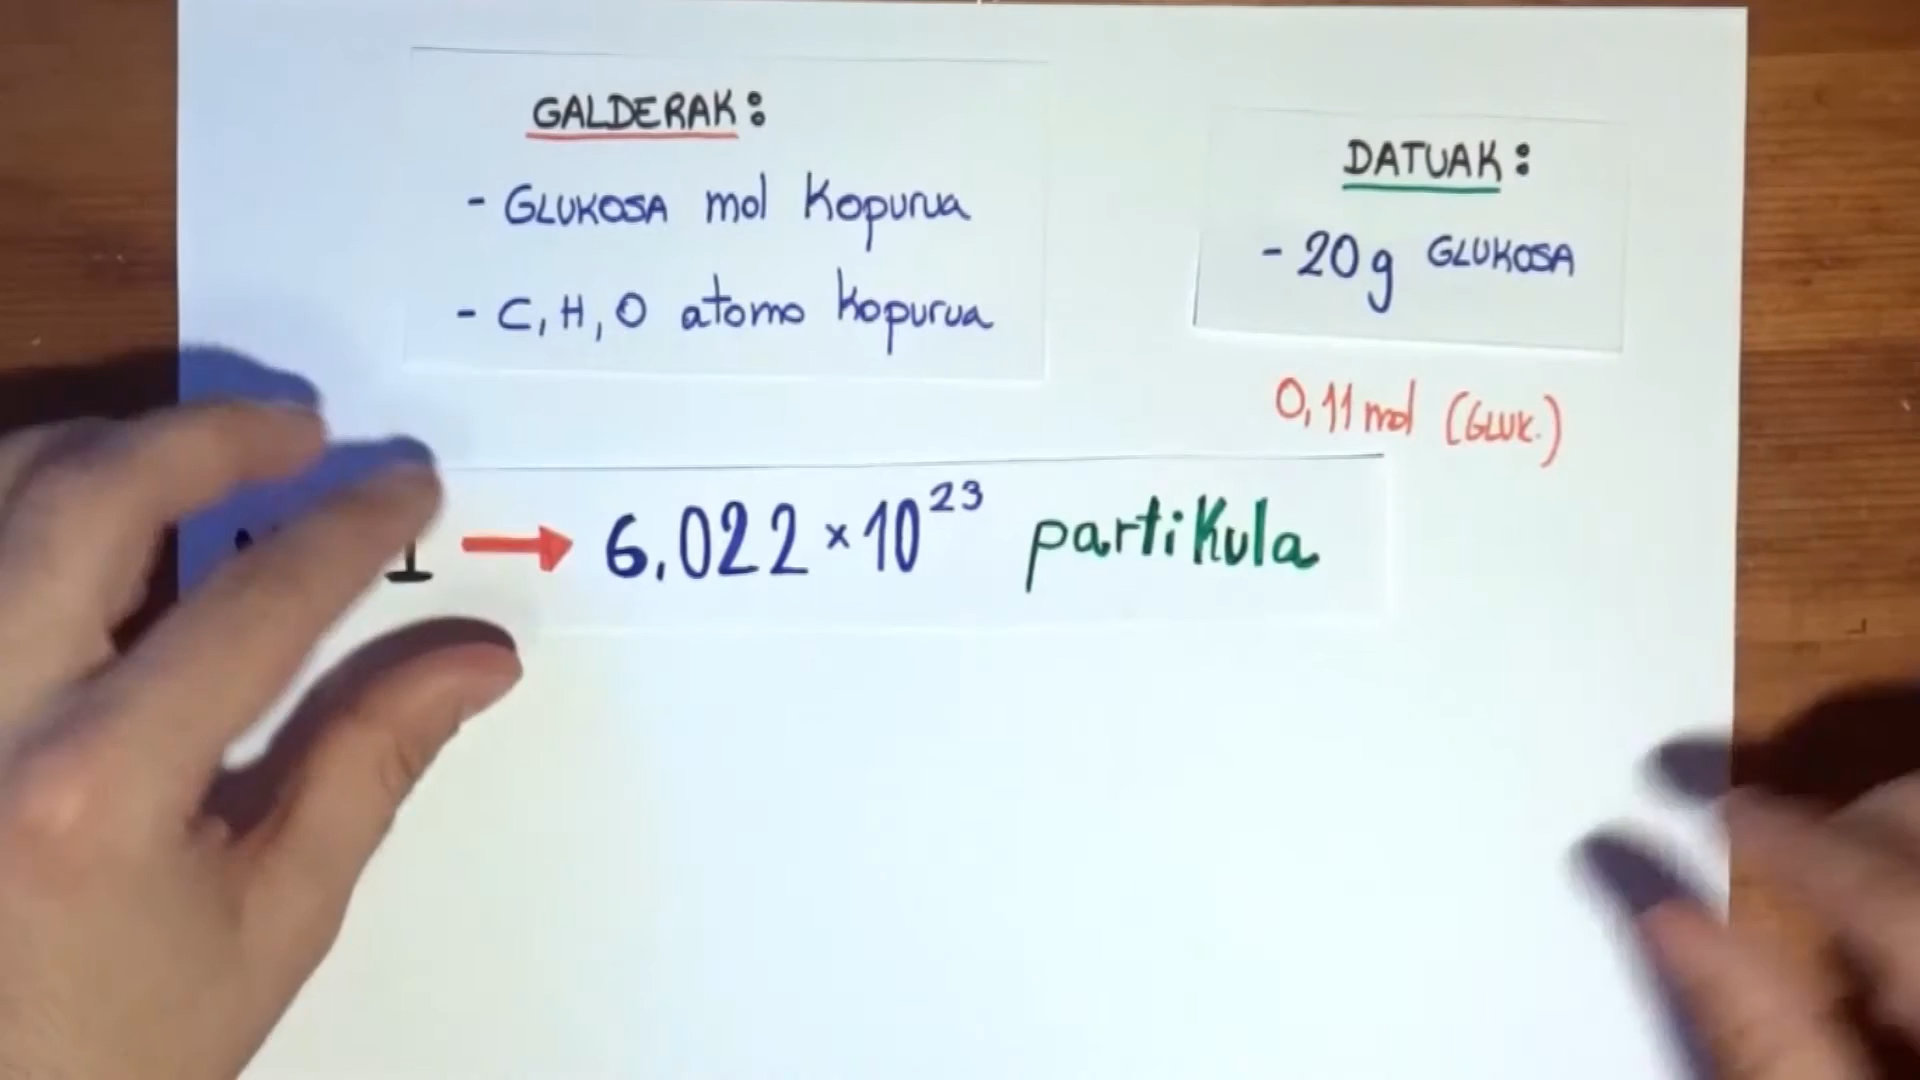 GALDERAK:
- GLUKOSA mol kopurua
- C, H, O atomo kopurua
DATUAK:
- 20g GLUKOSA
0,11 mol (GLUK.)
→ 6.022 × 10²³ partikula